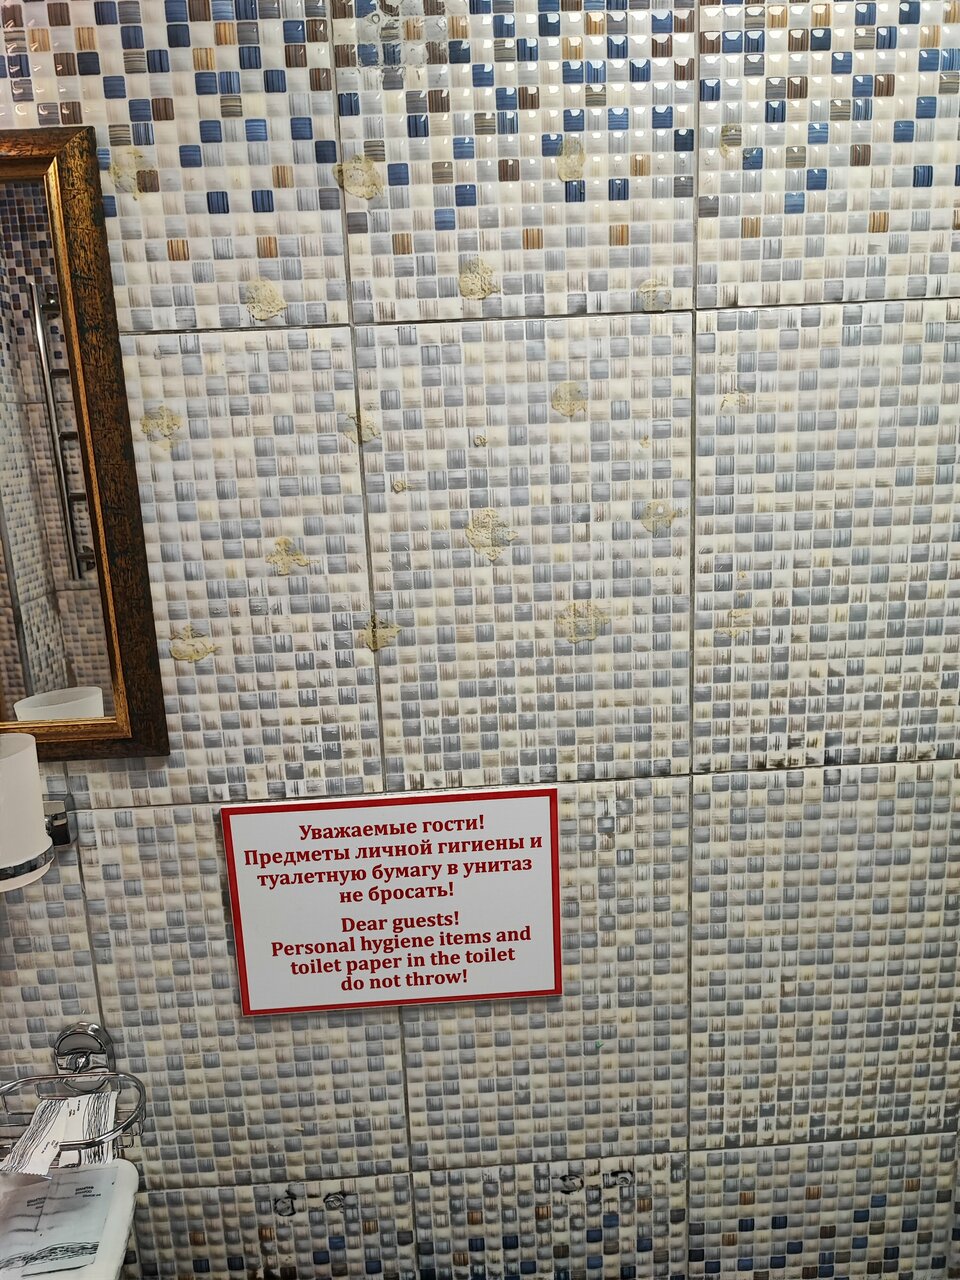 Уважаемые гости!
Предметы личной гигиены и
туалетную бумагу в унитаз
не бросать!
Dear guests!
Personal hygiene items and
toilet paper in the toilet
do not throw!